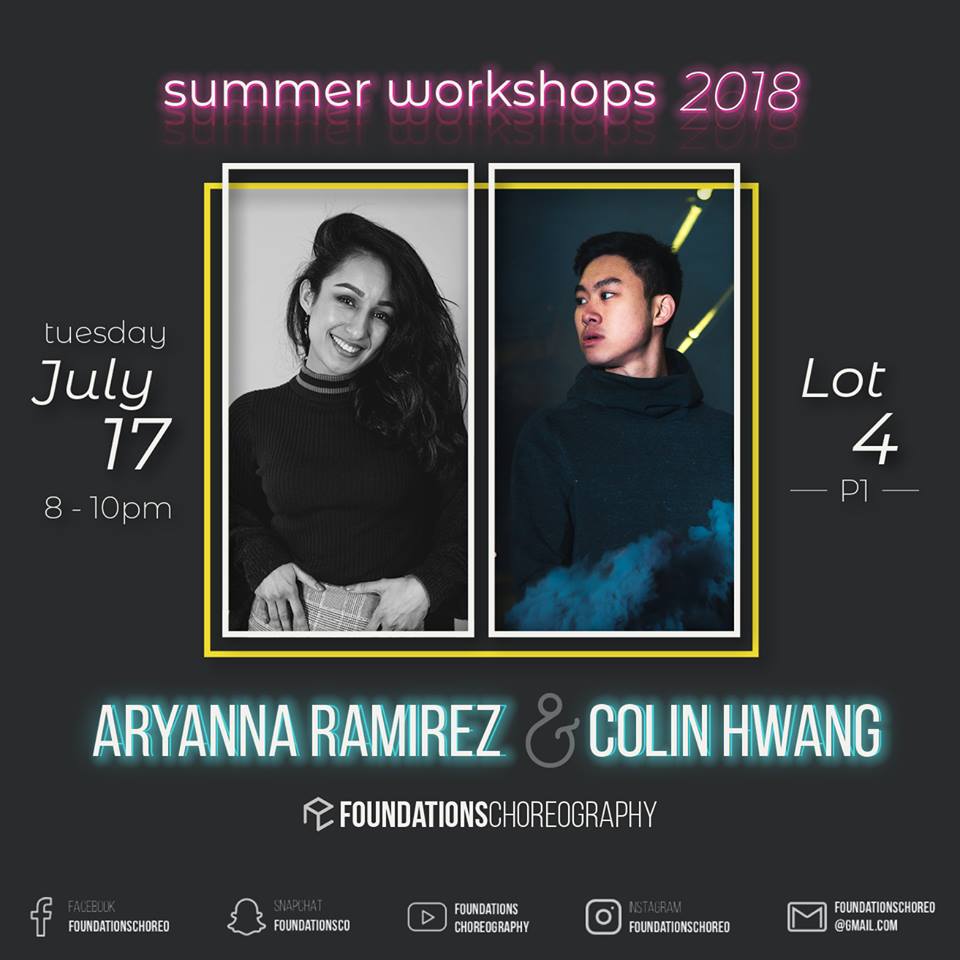 summer workshops 2018
tuesday
July
17
8 - 10pm
Lot
4
P1
ARYANNA RAMIREZ & COLIN HWANG
FOUNDATIONSCHOREOGRAPHY
FACEBOOK
FOUNDATIONSCHOREO
SNAPCHAT
FOUNDATIONSCO
FOUNDATIONS
CHOREOGRAPHY
INSTAGRAM
FOUNDATIONSCHOREO
FOUNDATIONSCHOREO
@GMAIL.COM